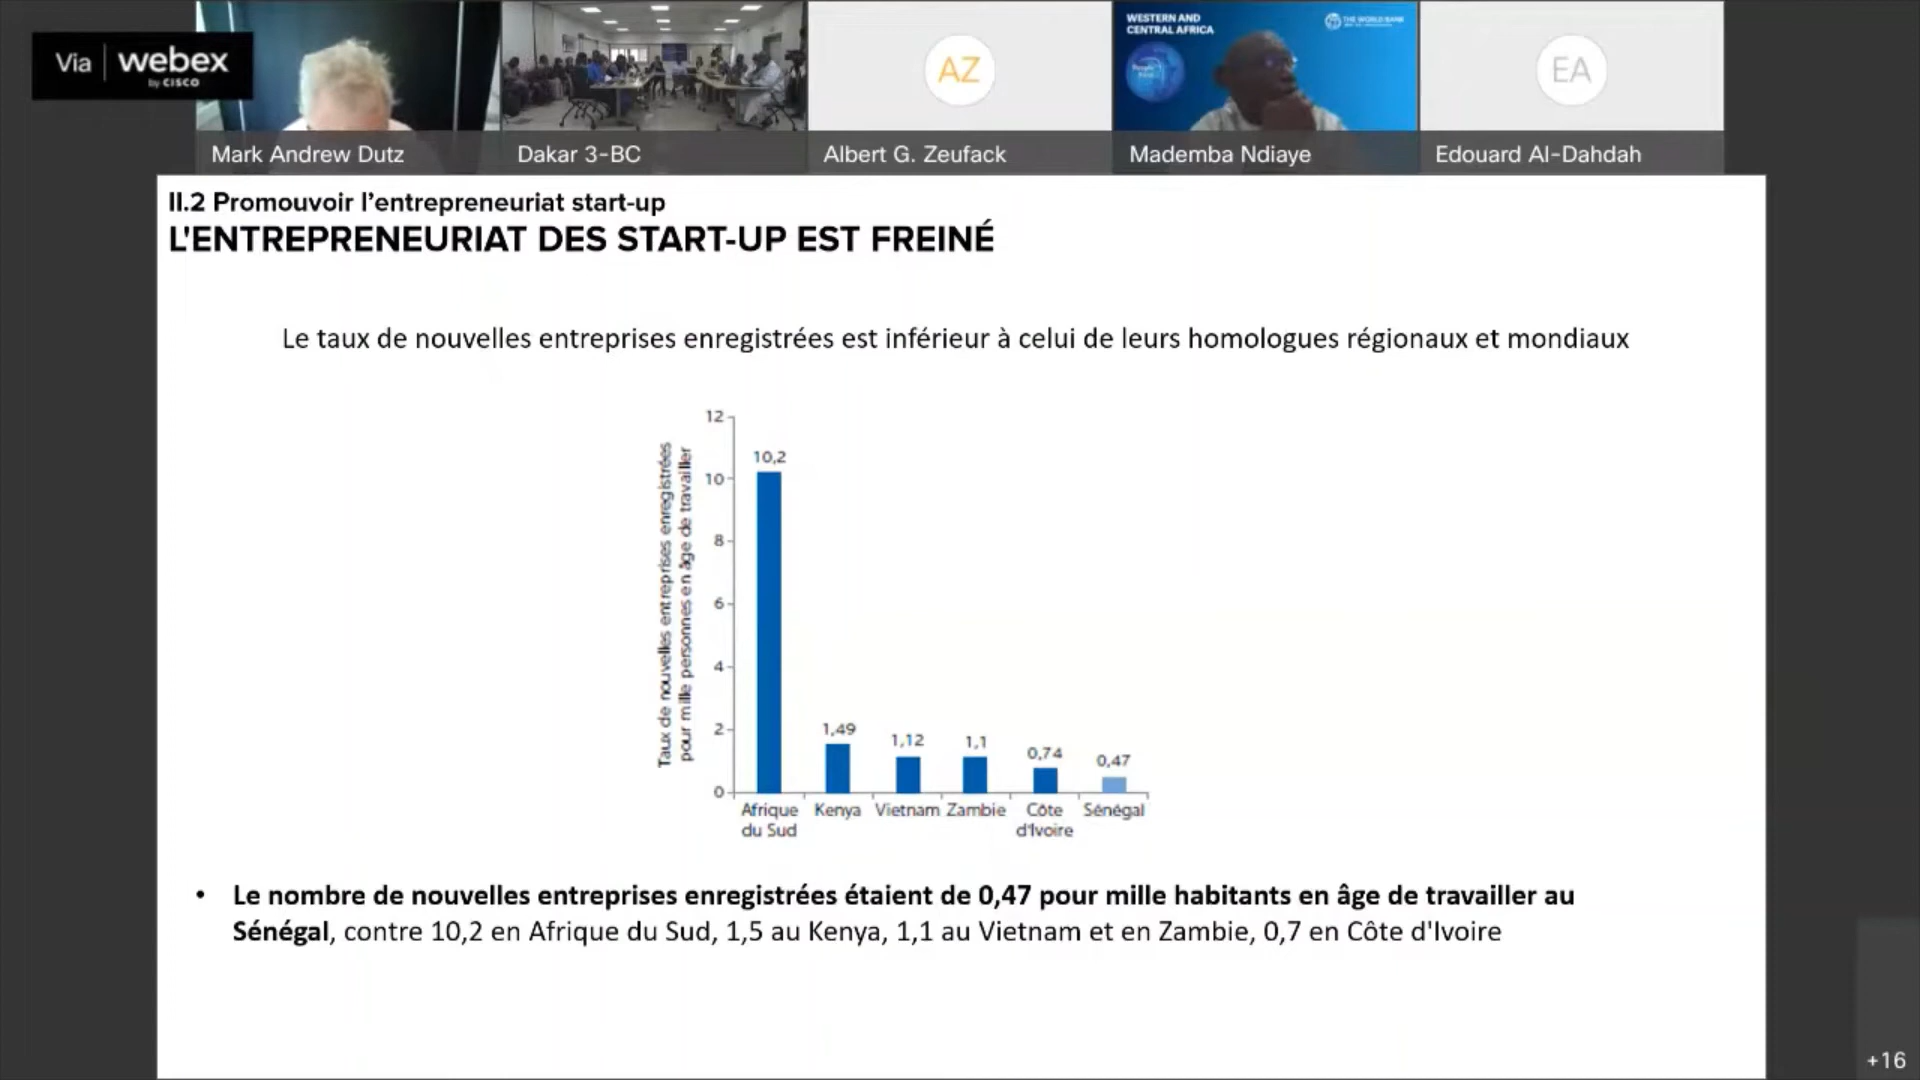 Via webex
by CISCO
WESTERN AND
CENTRAL AFRICA
THE WORLD BANK
AZ
EA
Mark Andrew Dutz
Dakar 3-BC
Albert G. Zeufack
Mademba Ndiaye
Edouard Al-Dahdah
II.2 Promouvoir l’entrepreneuriat start-up
L'ENTREPRENEURIAT DES START-UP EST FREINÉ
Le taux de nouvelles entreprises enregistrées est inférieur à celui de leurs homologues régionaux et mondiaux
Taux de nouvelles entreprises enregistrées
pour mille personnes en âge de travailler
12
10
8
6
4
2
0
10,2
1,49
1,12
1,1
0,74
0,47
Afrique
du Sud
Kenya
Vietnam
Zambie
Côte
d'Ivoire
Sénégal
• Le nombre de nouvelles entreprises enregistrées étaient de 0,47 pour mille habitants en âge de travailler au
Sénégal, contre 10,2 en Afrique du Sud, 1,5 au Kenya, 1,1 au Vietnam et en Zambie, 0,7 en Côte d'Ivoire
+16